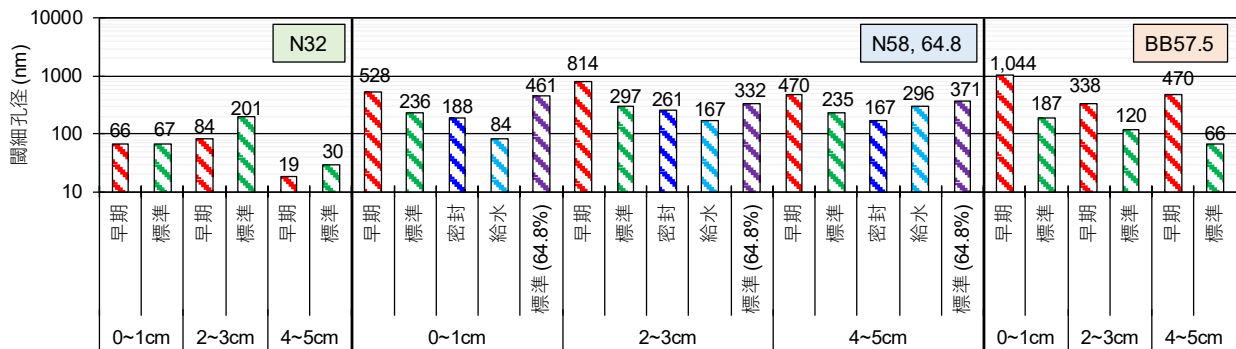 10000
1000
100
10
閾細孔径 (nm)
N32
N58, 64.8
BB57.5
66
67
84
201
19
30
528
236
188
84
461
814
297
261
167
332
470
235
167
296
371
1,044
187
338
120
470
66
早期
標準
早期
標準
早期
標準
早期
標準
密封
給水
標準 (64.8%)
早期
標準
密封
給水
標準 (64.8%)
早期
標準
密封
給水
標準 (64.8%)
早期
標準
早期
標準
早期
標準
0~1cm
2~3cm
4~5cm
0~1cm
2~3cm
4~5cm
0~1cm
2~3cm
4~5cm